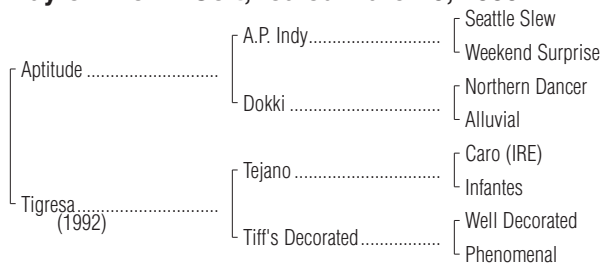 Seattle Slew
A.P. Indy
Weekend Surprise
Aptitude
Northern Dancer
Dokki
Alluvial
Caro (IRE)
Tejano
Infantes
Tigresa
(1992)
Well Decorated
Tiff's Decorated
Phenomenal